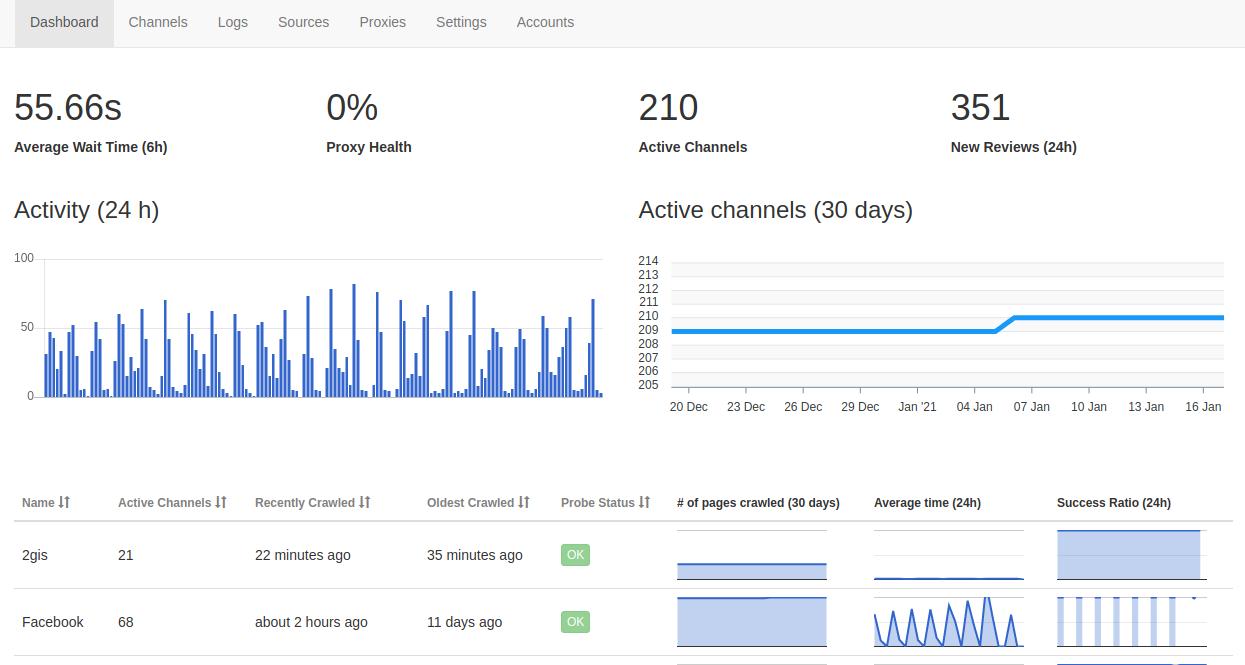 Dashboard Channels Logs Sources Proxies Settings Accounts
55.66s 0% 210 351
Average Wait Time (6h) Proxy Health Active Channels New Reviews (24h)
Activity (24 h) Active channels (30 days)
100
50
0
214
213
212
211
210
209
208
207
206
205
20 Dec 23 Dec 26 Dec 29 Dec Jan '21 04 Jan 07 Jan 10 Jan 13 Jan 16 Jan
Name Active Channels Recently Crawled Oldest Crawled Probe Status # of pages crawled (30 days) Average time (24h) Success Ratio (24h)
2gis 21 22 minutes ago 35 minutes ago OK
Facebook 68 about 2 hours ago 11 days ago OK